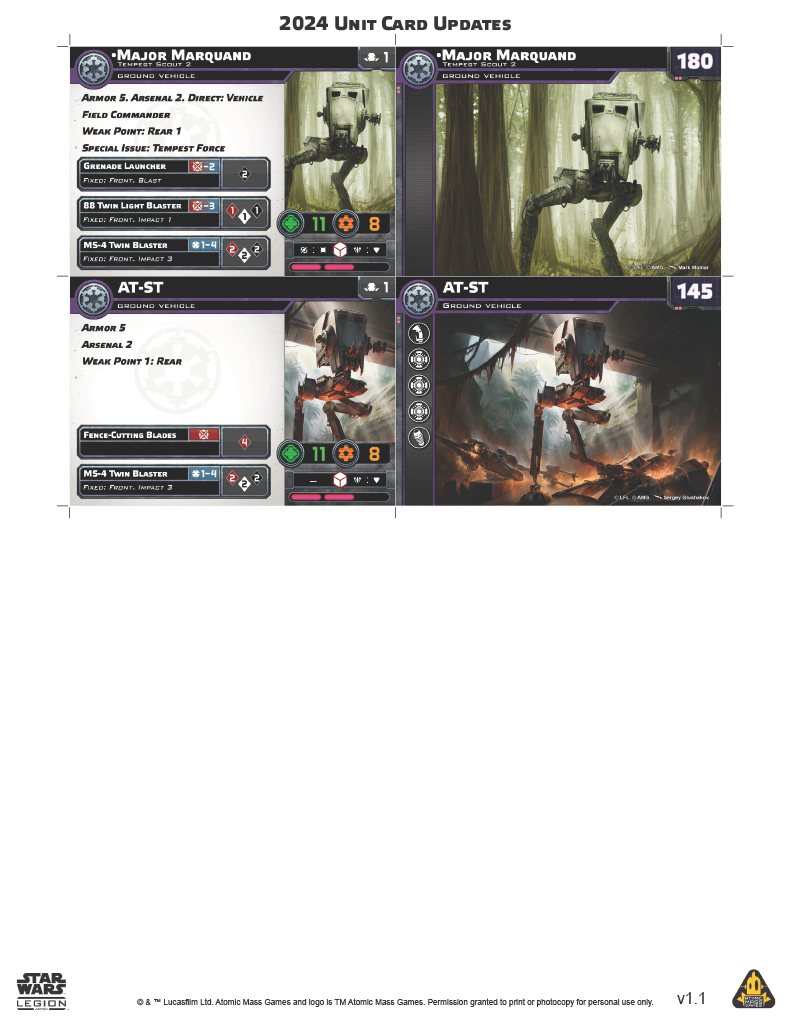 2024 Unit Card Updates
•Major Marquand
Tempest Scout 2
1
ground vehicle
Armor 5. Arsenal 2. Direct: Vehicle
Field Commander
Weak Point: Rear 1
Special Issue: Tempest Force
Grenade Launcher
-2
2
Fixed: Front. Blast
88 Twin Light Blaster
-3
1 1 1
Fixed: Front. Impact 1
MS-4 Twin Blaster
1-4
2 2 2
Fixed: Front. Impact 3
11 8
•Major Marquand
Tempest Scout 2
180
ground vehicle
© LFL © AMG Mark Molnar
AT-ST
1
ground vehicle
Armor 5
Arsenal 2
Weak Point 1: Rear
Fence-Cutting Blades
4
MS-4 Twin Blaster
1-4
2 2 2
Fixed: Front. Impact 3
11 8
AT-ST
145
Ground vehicle
© LFL © AMG Sergey Glushakov
STAR WARS
LEGION
© & ™ Lucasfilm Ltd. Atomic Mass Games and logo is TM Atomic Mass Games. Permission granted to print or photocopy for personal use only.
v1.1
ATOMIC
MASS
GAMES